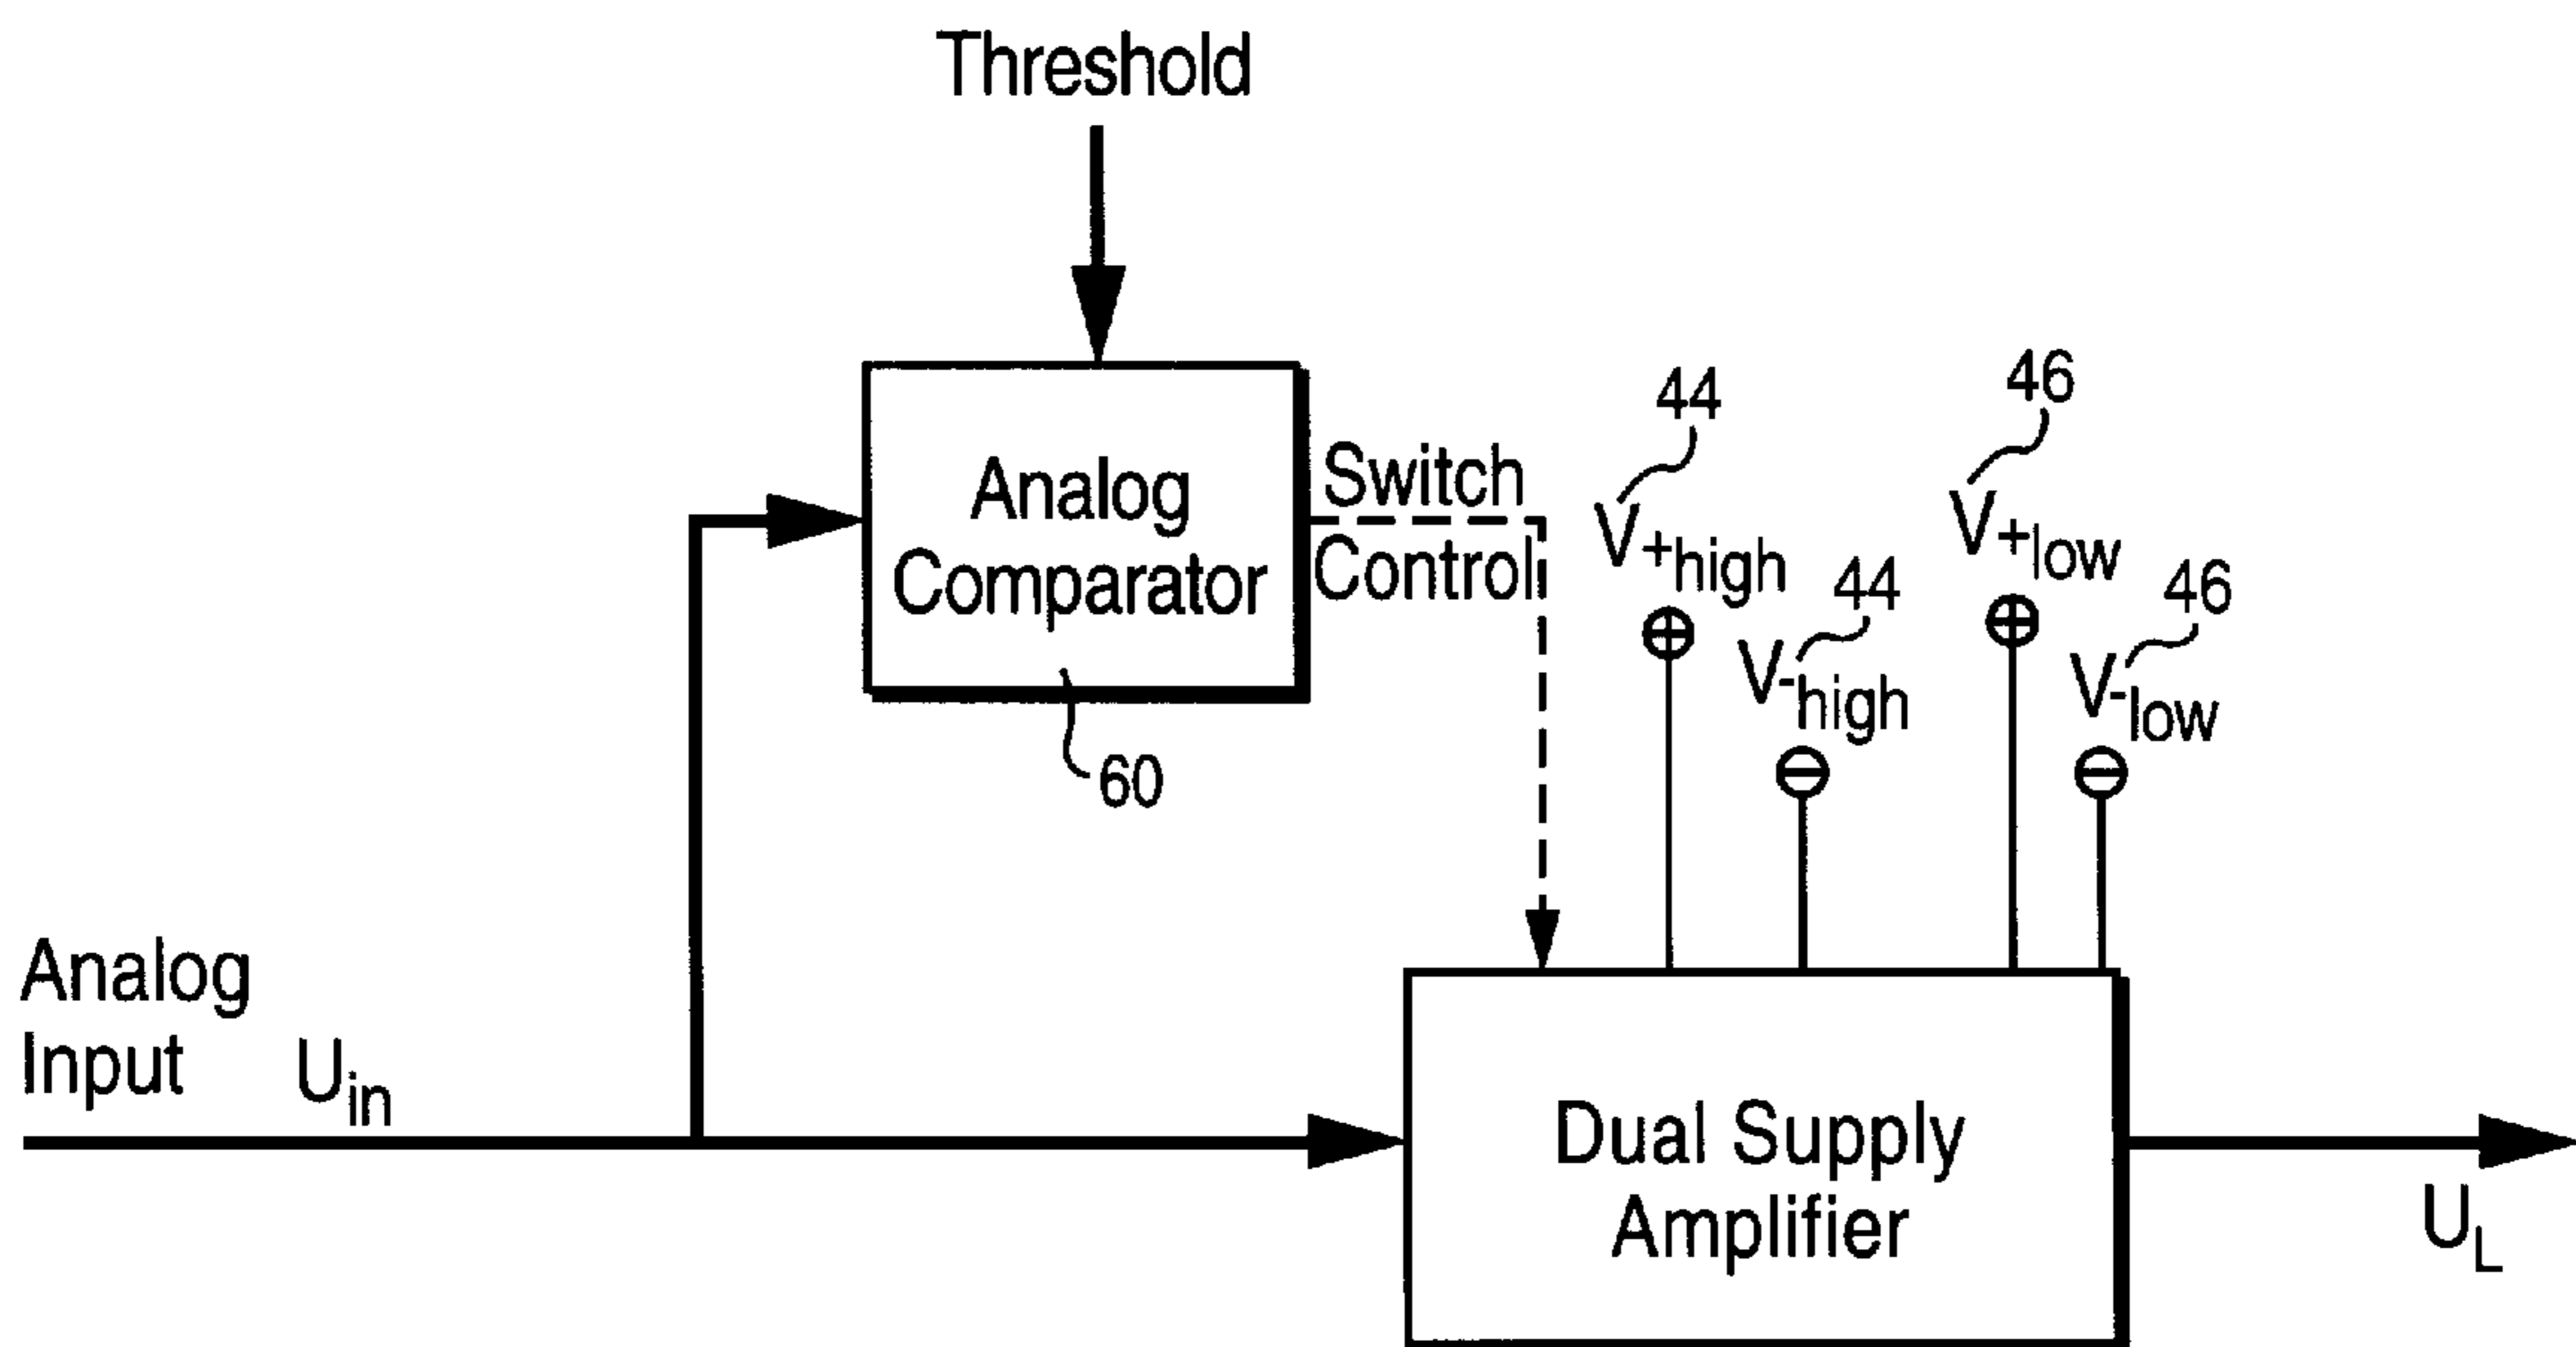 Threshold
Analog
Comparator
60
Switch
Control
44
V+high
44
V-high
46
V+low
46
V-low
Analog
Input Uin
Dual Supply
Amplifier
UL